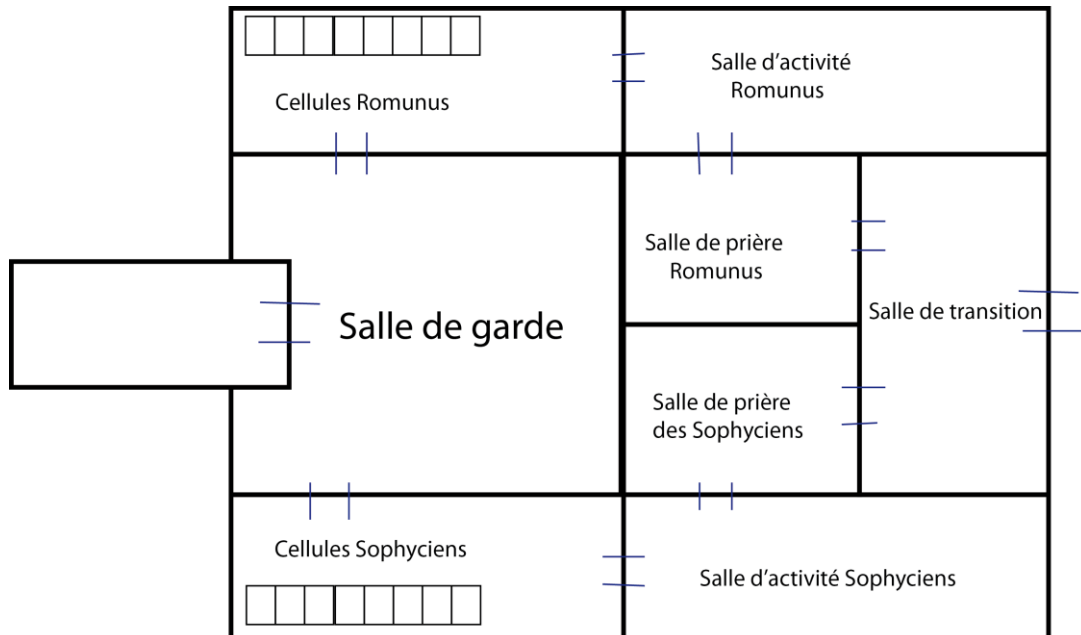 Cellules Romunus
Salle d'activité
Romunus
Salle de prière
Romunus
Salle de garde
Salle de transition
Salle de prière
des Sophyciens
Cellules Sophyciens
Salle d'activité Sophyciens